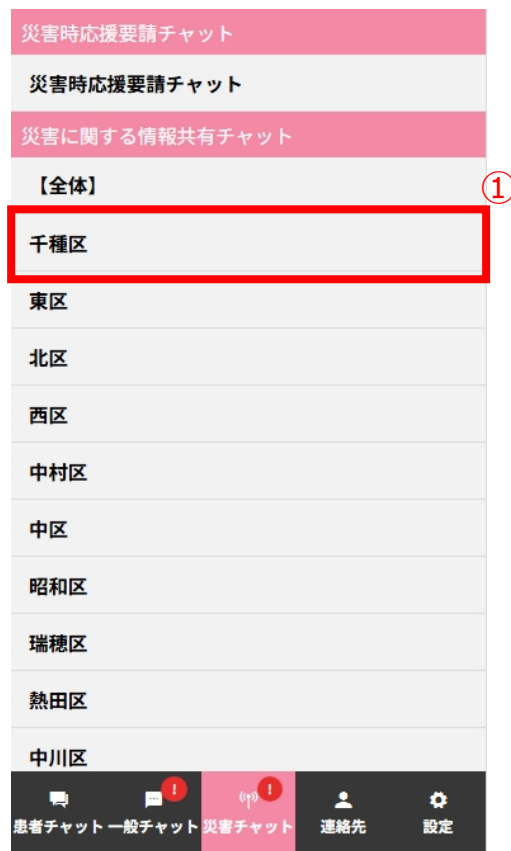 災害時応援要請チャット
災害時応援要請チャット
災害に関する情報共有チャット
【全体】
①
千種区
東区
北区
西区
中村区
中区
昭和区
瑞穂区
熱田区
中川区
! !
患者チャット 一般チャット 災害チャット 連絡先 設定